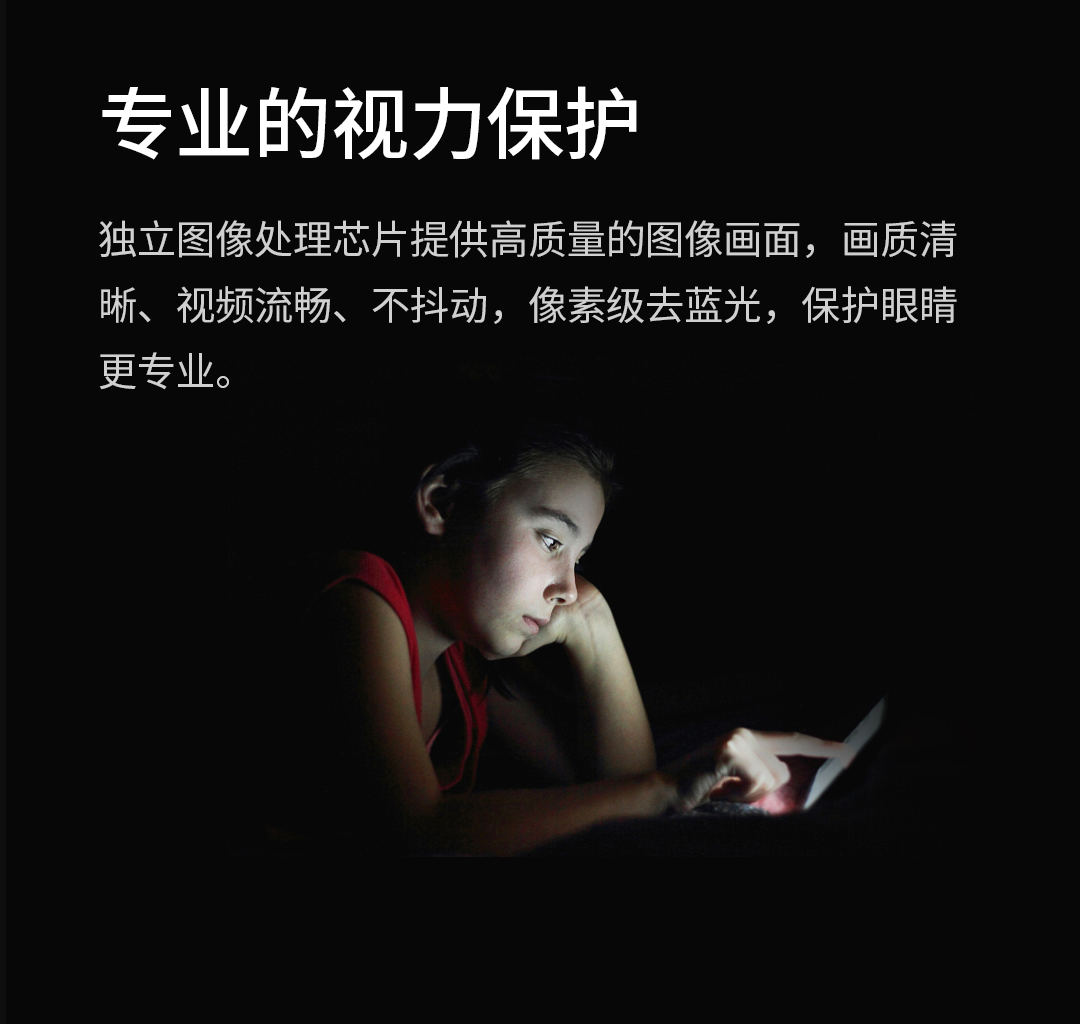 专业的视力保护
独立图像处理芯片提供高质量的图像画面，画质清
晰、视频流畅、不抖动，像素级去蓝光，保护眼睛
更专业。